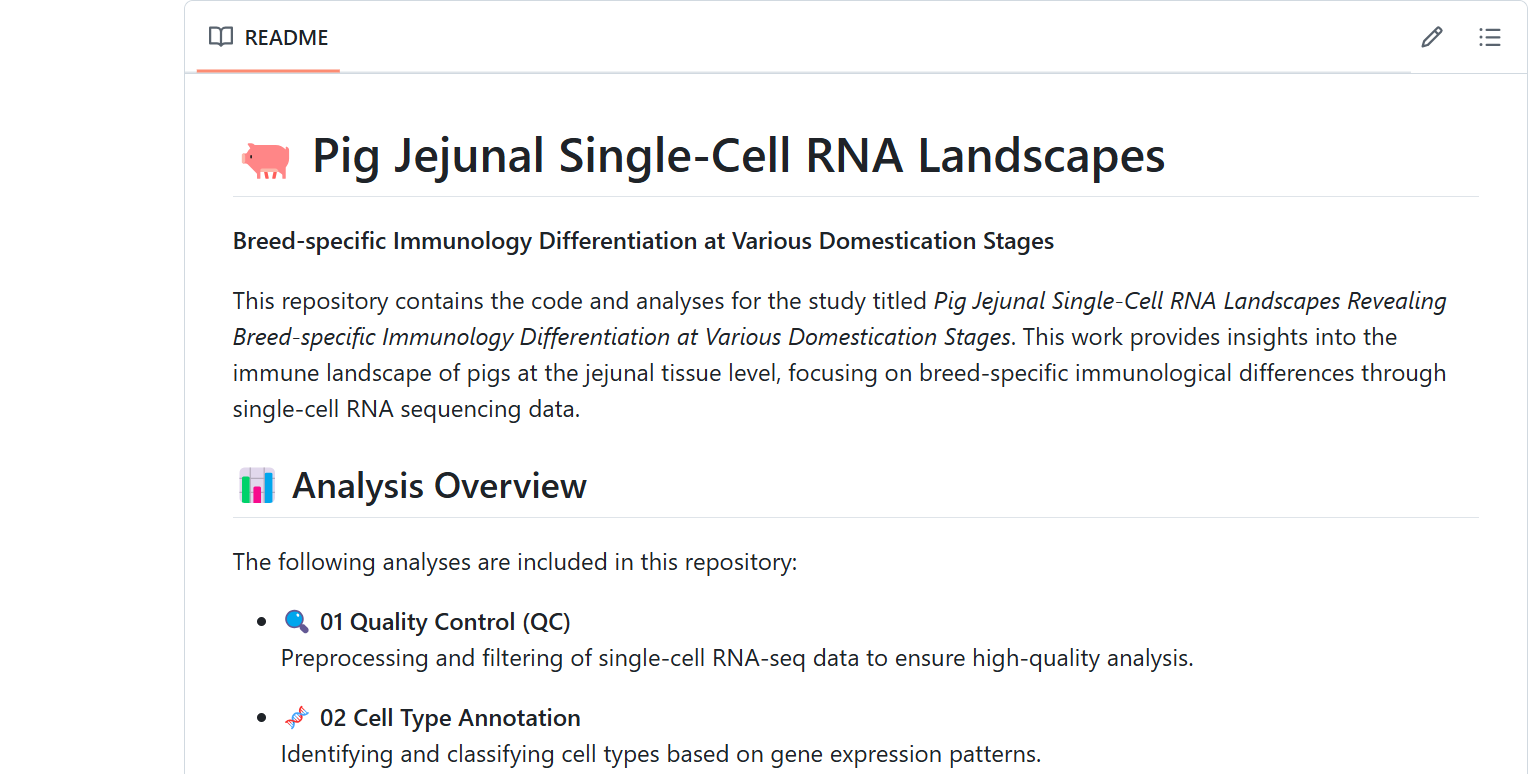 README
Pig Jejunal Single-Cell RNA Landscapes
Breed-specific Immunology Differentiation at Various Domestication Stages
This repository contains the code and analyses for the study titled Pig Jejunal Single-Cell RNA Landscapes Revealing
Breed-specific Immunology Differentiation at Various Domestication Stages. This work provides insights into the
immune landscape of pigs at the jejunal tissue level, focusing on breed-specific immunological differences through
single-cell RNA sequencing data.
Analysis Overview
The following analyses are included in this repository:
01 Quality Control (QC)
Preprocessing and filtering of single-cell RNA-seq data to ensure high-quality analysis.
02 Cell Type Annotation
Identifying and classifying cell types based on gene expression patterns.